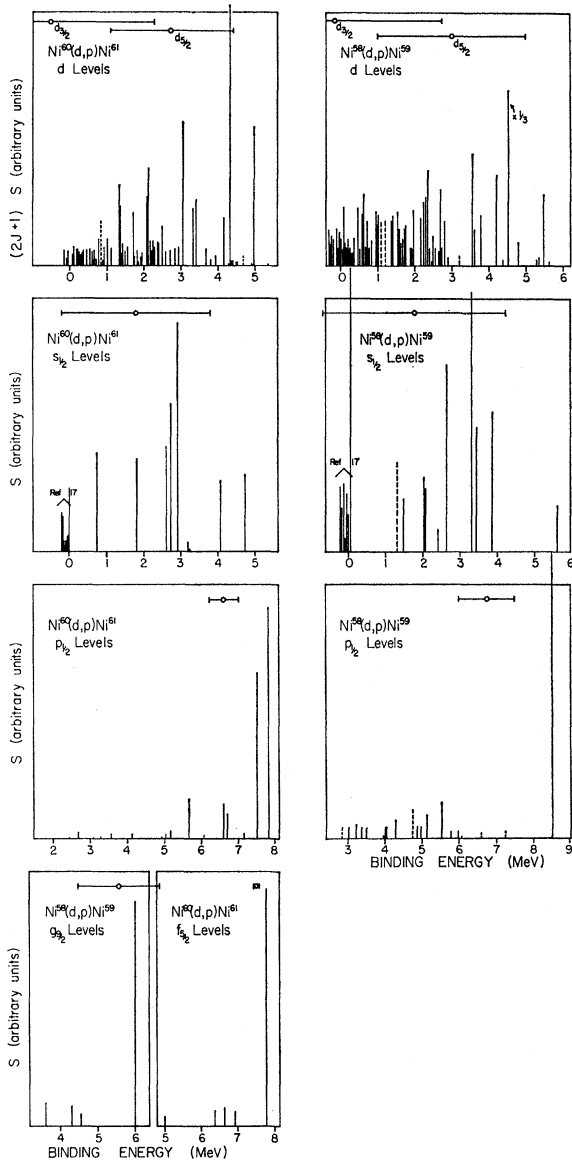 d3/2
d5/2
Ni60(d,p)Ni61
d Levels
(2J+1) S (arbitrary units)
0 1 2 3 4 5
d3/2
d5/2
Ni58(d,p)Ni59
d Levels
x 1/3
0 1 2 3 4 5 6
Ni60(d,p)Ni61
s1/2 Levels
S (arbitrary units)
Ref 17
0 1 2 3 4 5
Ni58(d,p)Ni59
s1/2 Levels
Ref 17
0 1 2 3 4 5 6
Ni60(d,p)Ni61
p1/2 Levels
S (arbitrary units)
2 3 4 5 6 7 8
Ni58(d,p)Ni59
p1/2 Levels
3 4 5 6 7 8 9
BINDING ENERGY (MeV)
Ni58(d,p)Ni59
g9/2 Levels
S (arbitrary units)
4 5 6
Ni60(d,p)Ni61
f5/2 Levels
5 6 7 8
BINDING ENERGY (MeV)